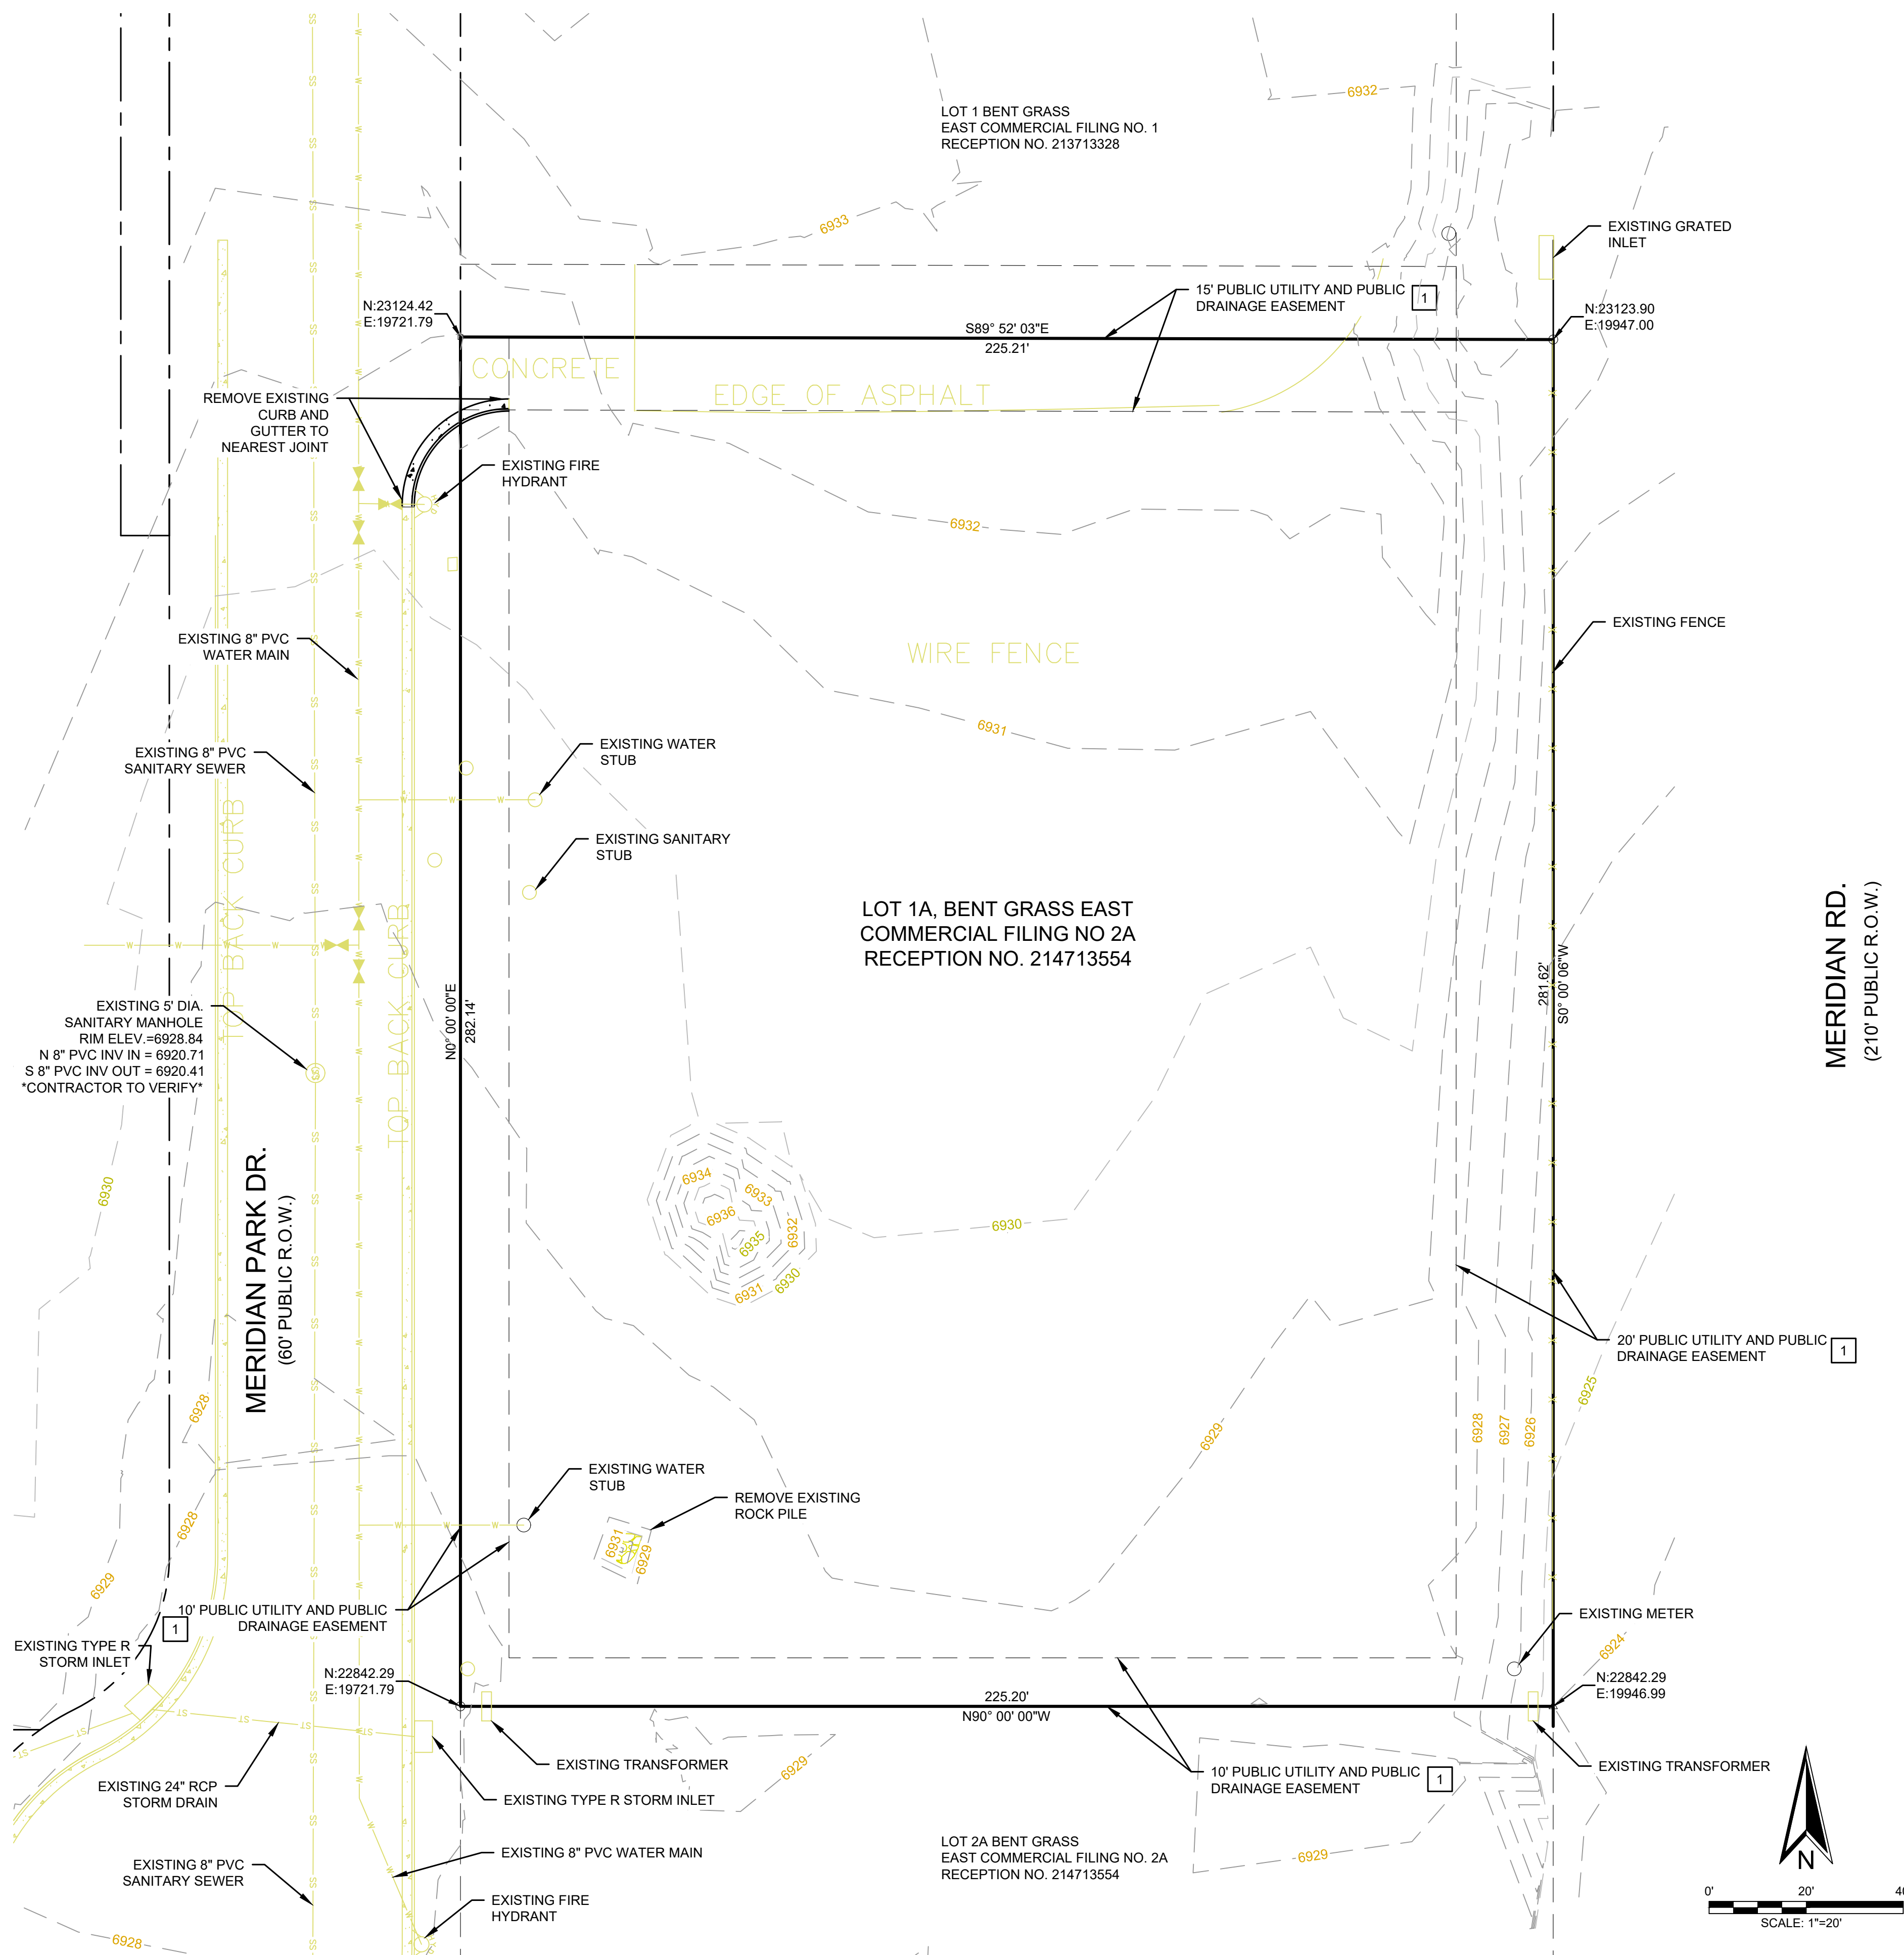 LOT 1 BENT GRASS
EAST COMMERCIAL FILING NO. 1
RECEPTION NO. 213713328
6932
6933
EXISTING GRATED
INLET
15' PUBLIC UTILITY AND PUBLIC
DRAINAGE EASEMENT
1
N:23124.42
E:19721.79
S89° 52' 03"E
225.21'
N:23123.90
E:19947.00
CONCRETE
EDGE OF ASPHALT
REMOVE EXISTING
CURB AND
GUTTER TO
NEAREST JOINT
EXISTING FIRE
HYDRANT
6932
EXISTING FENCE
EXISTING 8" PVC
WATER MAIN
WIRE FENCE
6931
EXISTING 8" PVC
SANITARY SEWER
EXISTING WATER
STUB
EXISTING SANITARY
STUB
TOP BACK CURB
TOP BACK CURB
LOT 1A, BENT GRASS EAST
COMMERCIAL FILING NO 2A
RECEPTION NO. 214713554
MERIDIAN RD.
(210' PUBLIC R.O.W.)
N0° 00' 00"E
282.14'
281.62'
S0° 00' 06"W
EXISTING 5' DIA.
SANITARY MANHOLE
RIM ELEV.=6928.84
N 8" PVC INV IN = 6920.71
S 8" PVC INV OUT = 6920.41
*CONTRACTOR TO VERIFY*
MERIDIAN PARK DR.
(60' PUBLIC R.O.W.)
6930
6934
6933
6936
6932
6935
6930
6931
6930
20' PUBLIC UTILITY AND PUBLIC
DRAINAGE EASEMENT
1
6925
6928
6929
6928
6927
6926
EXISTING WATER
STUB
REMOVE EXISTING
ROCK PILE
6931
6929
6928
6929
10' PUBLIC UTILITY AND PUBLIC
DRAINAGE EASEMENT
1
EXISTING TYPE R
STORM INLET
EXISTING METER
6924
N:22842.29
E:19721.79
225.20'
N90° 00' 00"W
N:22842.29
E:19946.99
EXISTING TRANSFORMER
6929
10' PUBLIC UTILITY AND PUBLIC
DRAINAGE EASEMENT
1
EXISTING TRANSFORMER
EXISTING 24" RCP
STORM DRAIN
EXISTING TYPE R STORM INLET
LOT 2A BENT GRASS
EAST COMMERCIAL FILING NO. 2A
RECEPTION NO. 214713554
6929
EXISTING 8" PVC WATER MAIN
EXISTING 8" PVC
SANITARY SEWER
EXISTING FIRE
HYDRANT
6928
N
0' 20'
SCALE: 1"=20'